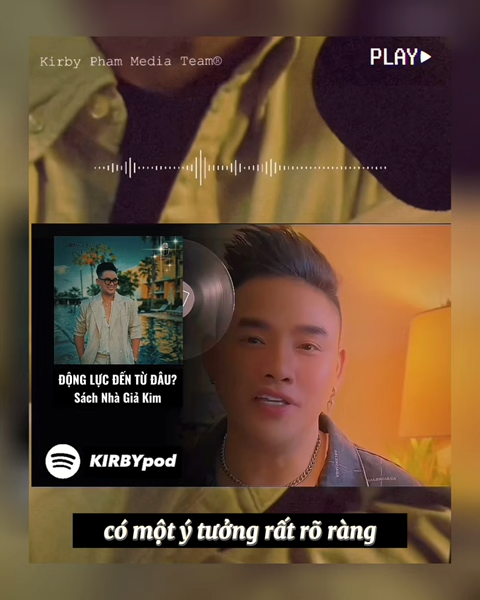 Kirby Pham Media Team®
PLAY
ĐỘNG LỰC ĐẾN TỪ ĐÂU?
Sách Nhà Giả Kim
KIRBYpod
có một ý tưởng rất rõ ràng